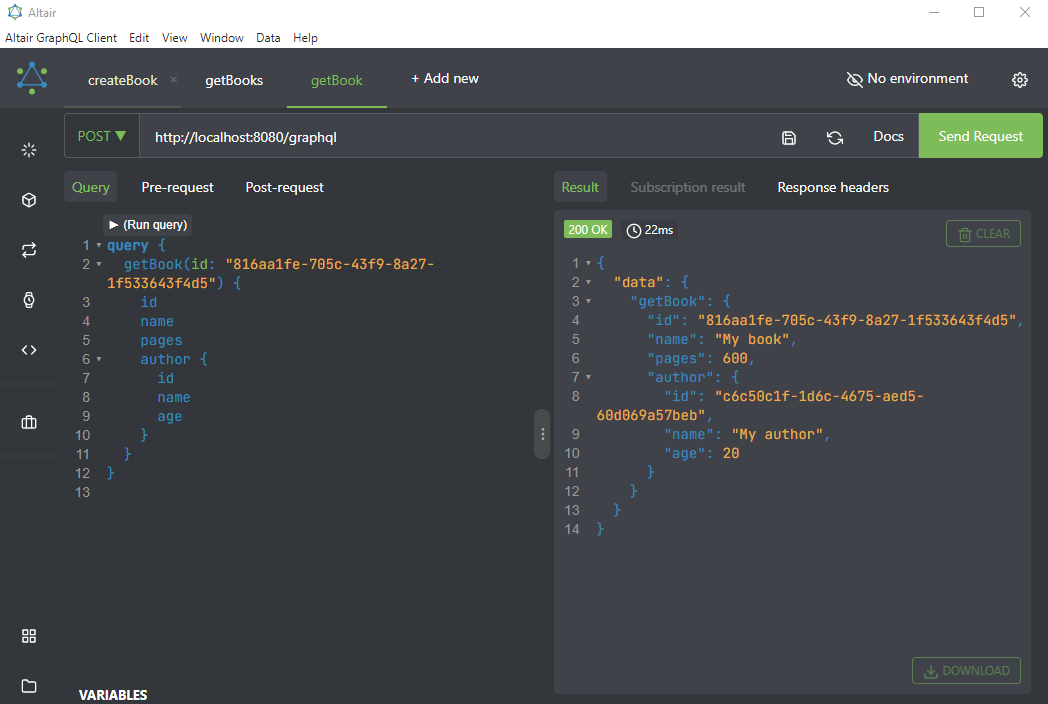 Altair
Altair GraphQL Client Edit View Window Data Help
createBook × getBooks getBook + Add new No environment
POST ▼ http://localhost:8080/graphql Docs Send Request
Query Pre-request Post-request
▶ (Run query)
1 query {
2 getBook(id: "816aa1fe-705c-43f9-8a27-
1f533643f4d5") {
3 id
4 name
5 pages
6 author {
7 id
8 name
9 age
10 }
11 }
12 }
13
VARIABLES
Result Subscription result Response headers
200 OK 22ms CLEAR
1 {
2 "data": {
3 "getBook": {
4 "id": "816aa1fe-705c-43f9-8a27-1f533643f4d5",
5 "name": "My book",
6 "pages": 600,
7 "author": {
8 "id": "c6c50c1f-1d6c-4675-aed5-
60d069a57beb",
9 "name": "My author",
10 "age": 20
11 }
12 }
13 }
14 }
DOWNLOAD